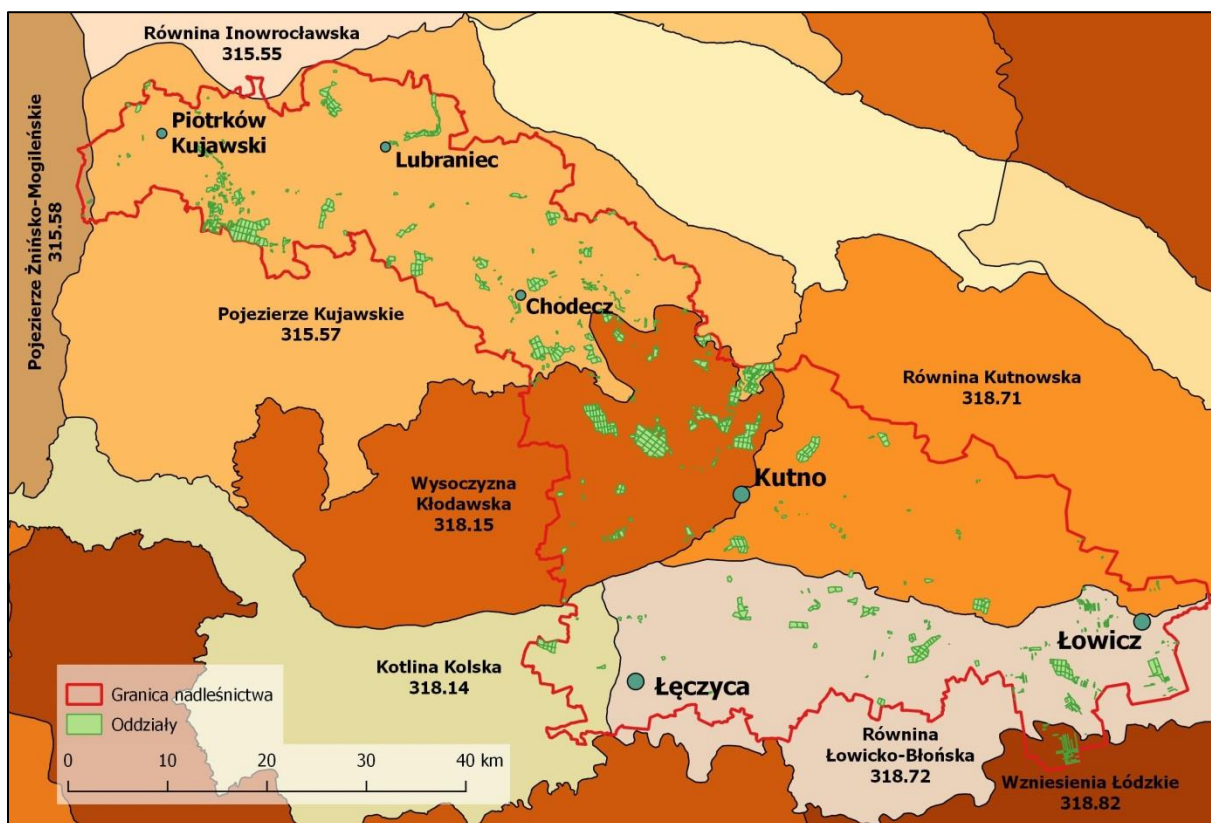 Równina Inowrocławska
315.55
Piotrków
Kujawski
Lubraniec
Pojezierze Żnińsko-Mogileńskie
315.58
Chodecz
Pojezierze Kujawskie
315.57
Równina Kutnowska
318.71
Wysoczyzna
Kłodawska
318.15
Kutno
Łowicz
Kotlina Kolska
318.14
Łęczyca
Granica nadleśnictwa
Oddziały
Równina
Łowicko-Błońska
318.72
Wzniesienia Łódzkie
318.82
0 10 20 30 40 km